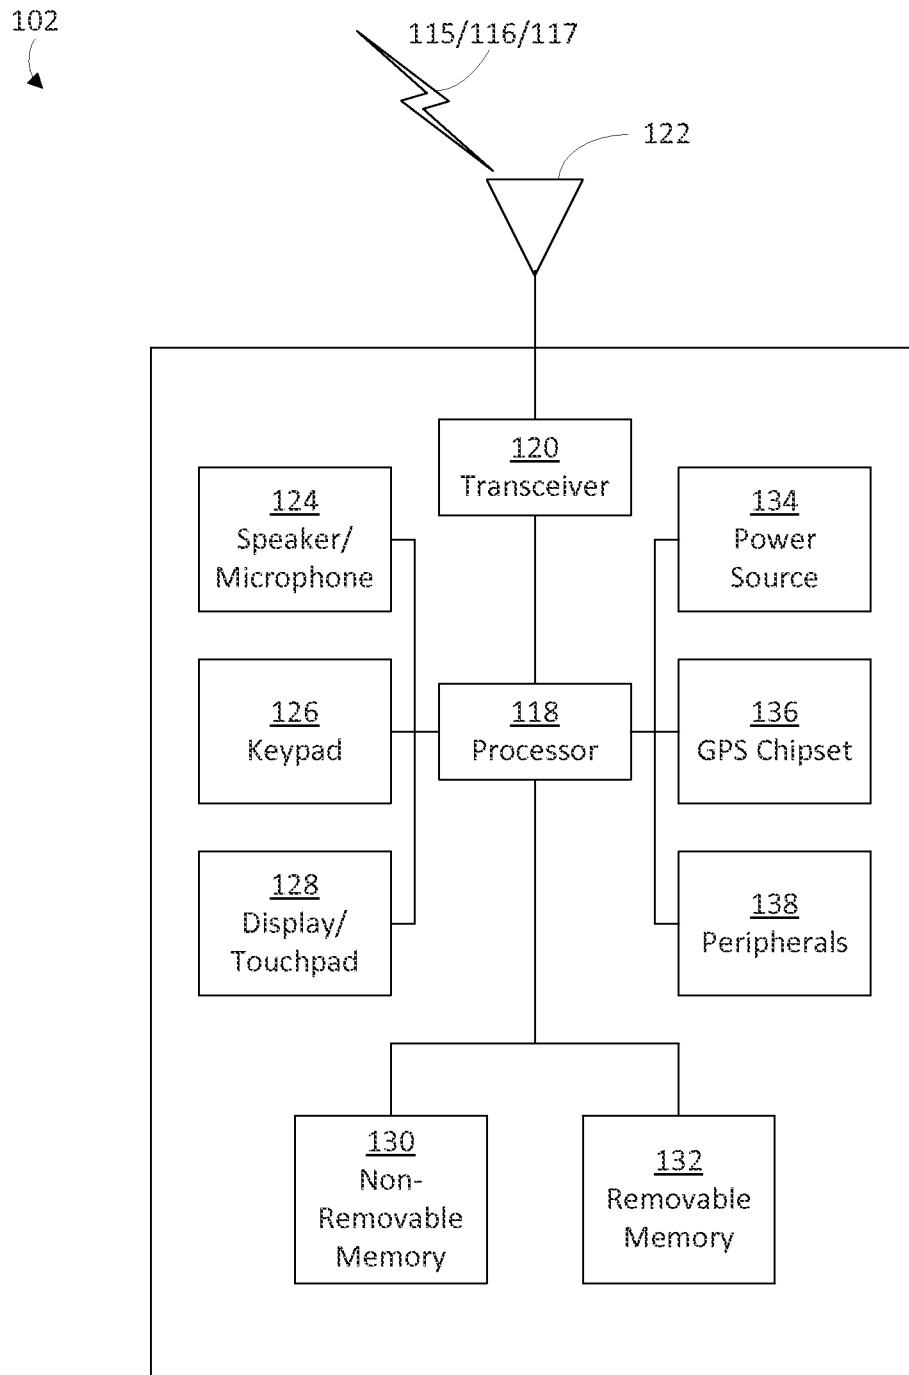 102
115/116/117
122
120
Transceiver
124
Speaker/
Microphone
134
Power
Source
126
Keypad
118
Processor
136
GPS Chipset
128
Display/
Touchpad
138
Peripherals
130
Non-
Removable
Memory
132
Removable
Memory